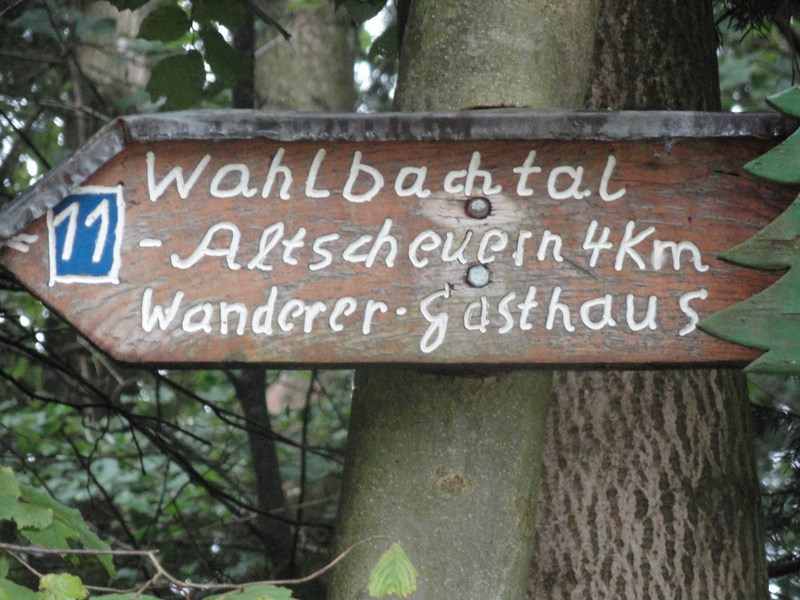 Wahlbachtal
11 - Altscheuern 4Km
Wanderer-Gasthaus